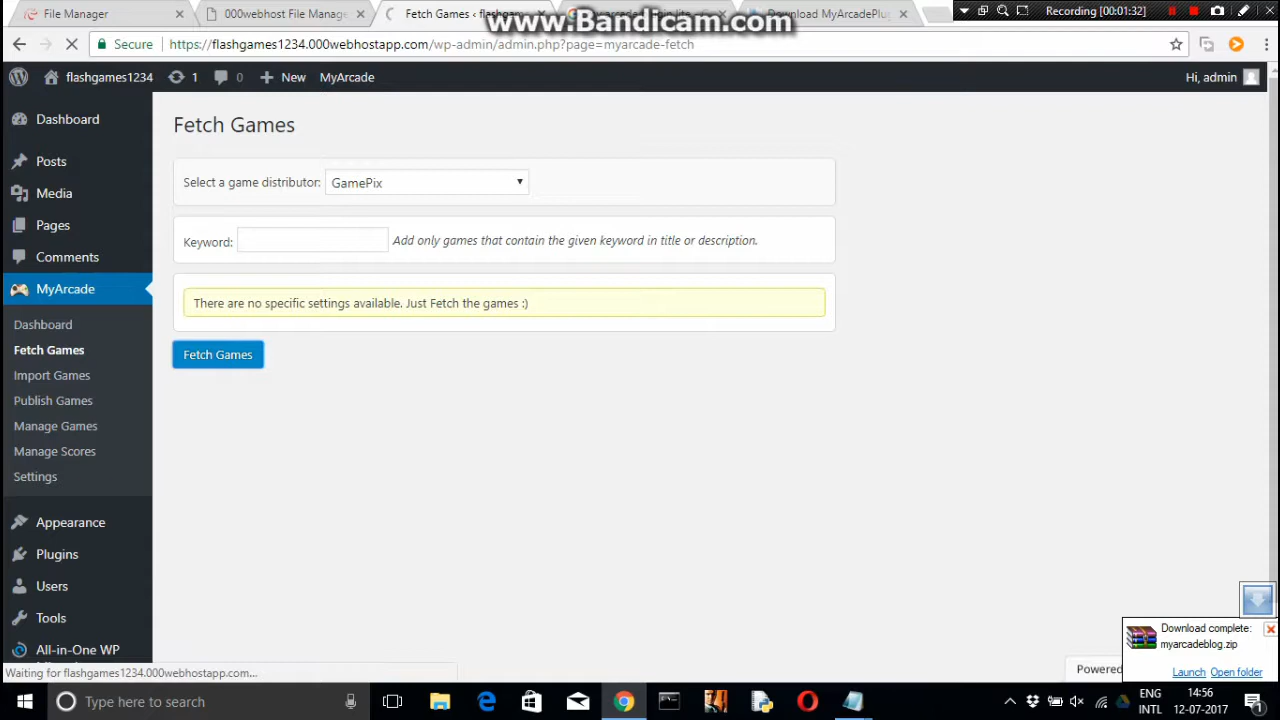 File Manager
000webhost File Manage
Fetch Games ‹ flashgam
Download MyArcadePlu
www.Bandicam.com
Recording [00:01:32]
Secure
https://flashgames1234.000webhostapp.com/wp-admin/admin.php?page=myarcade-fetch
flashgames1234
1
0
New
MyArcade
Hi, admin
Dashboard
Posts
Media
Pages
Comments
MyArcade
Dashboard
Fetch Games
Import Games
Publish Games
Manage Games
Manage Scores
Settings
Appearance
Plugins
Users
Tools
All-in-One WP
Fetch Games
Select a game distributor: GamePix
Keyword: Add only games that contain the given keyword in title or description.
There are no specific settings available. Just Fetch the games :)
Fetch Games
Download complete:
myarcadeblog.zip
Launch Open folder
Powered
Waiting for flashgames1234.000webhostapp.com...
Type here to search
ENG
INTL
14:56
12-07-2017
1